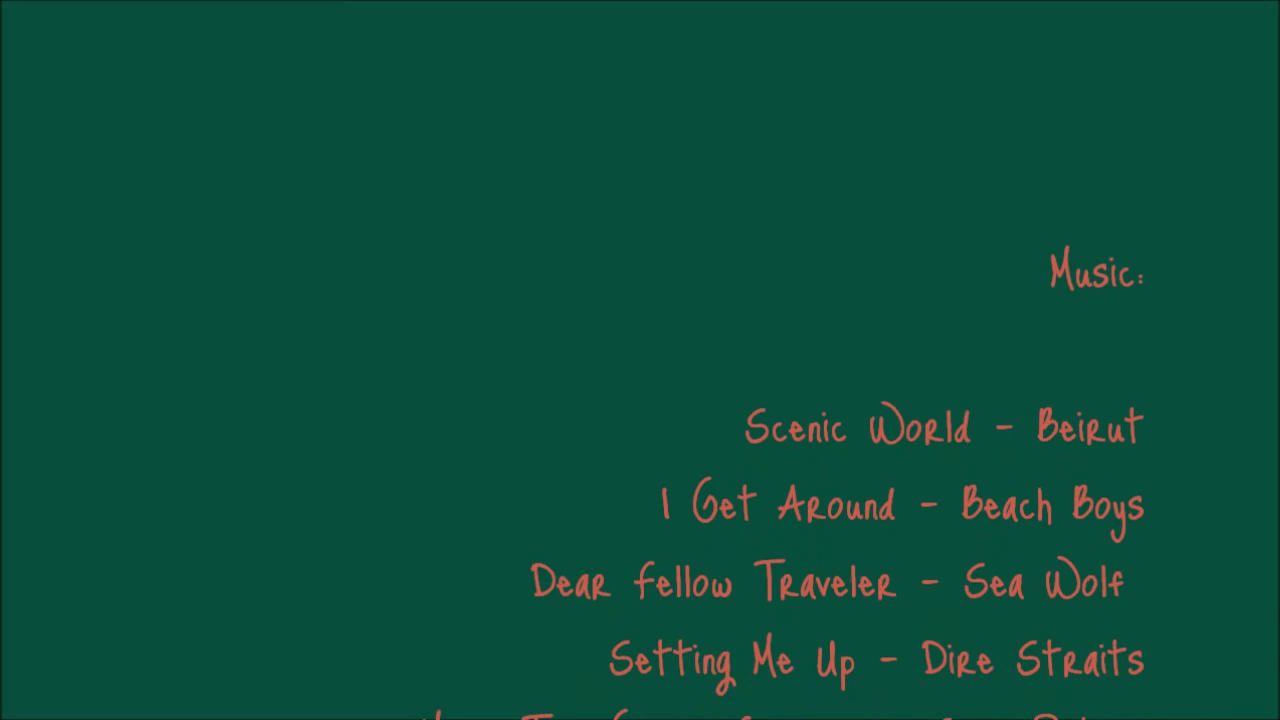 Music:
Scenic World - Beirut
I Get Around - Beach Boys
Dear Fellow Traveler - Sea Wolf
Setting Me Up - Dire Straits